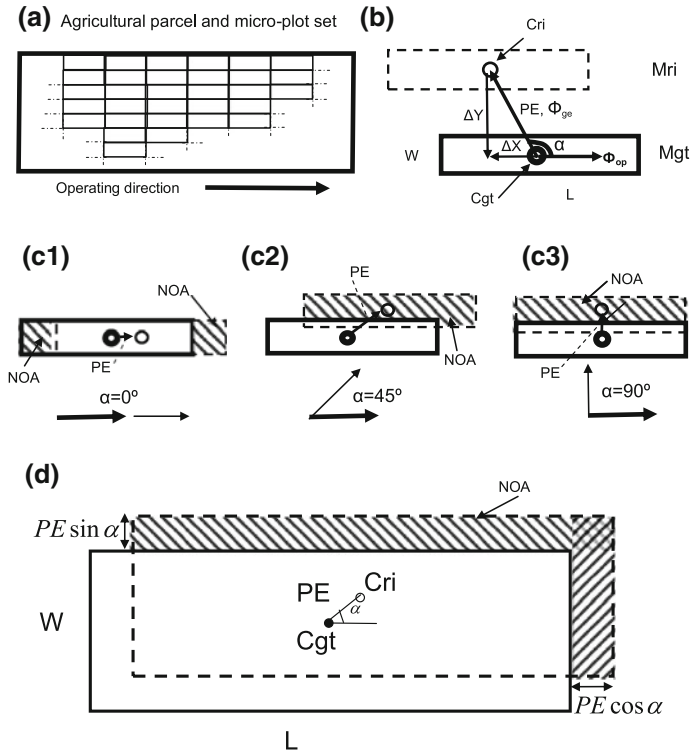 (a) Agricultural parcel and micro-plot set
Operating direction
(b)
Cri
Mri
PE, Φge
ΔY
ΔX
α
W
Mgt
Φop
Cgt
L
(c1)
NOA
NOA
PE
α=0º
(c2)
PE
NOA
α=45º
(c3)
NOA
PE
α=90º
(d)
NOA
PE sin α
PE
Cri
α
Cgt
W
PE cos α
L